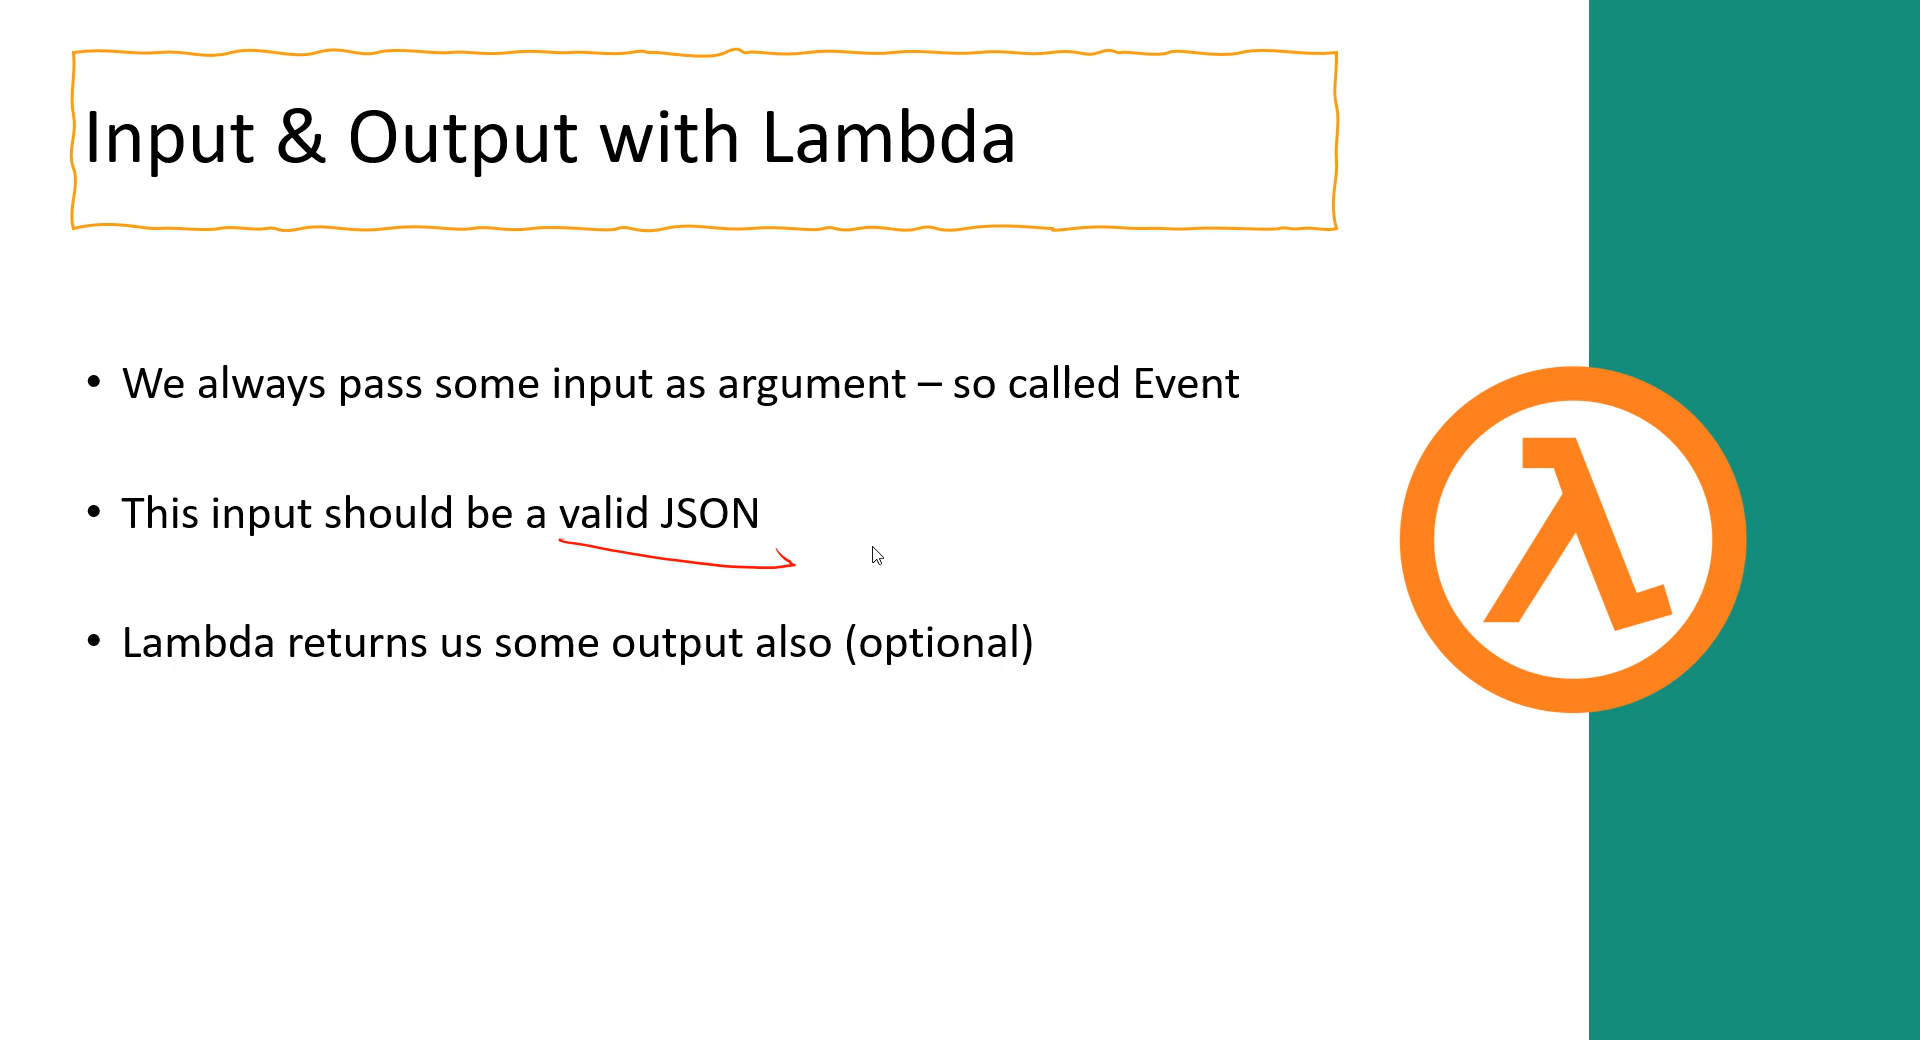 Input & Output with Lambda
• We always pass some input as argument – so called Event
• This input should be a valid JSON
• Lambda returns us some output also (optional)